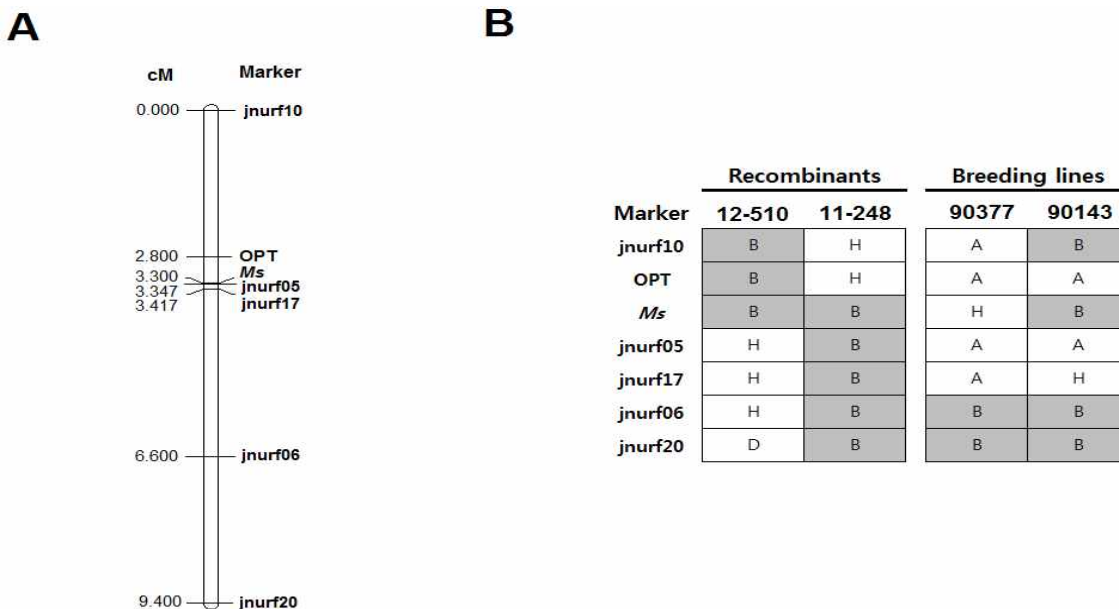 A
cM Marker
0.000 jnurf10
2.800 OPT
3.300 Ms
3.347 jnurf05
3.417 jnurf17
6.600 jnurf06
9.400 jnurf20
B
Recombinants Breeding lines
Marker 12-510 11-248 90377 90143
jnurf10 B H A B
OPT B H A A
Ms B B H B
jnurf05 H B A A
jnurf17 H B A H
jnurf06 H B B B
jnurf20 D B B B